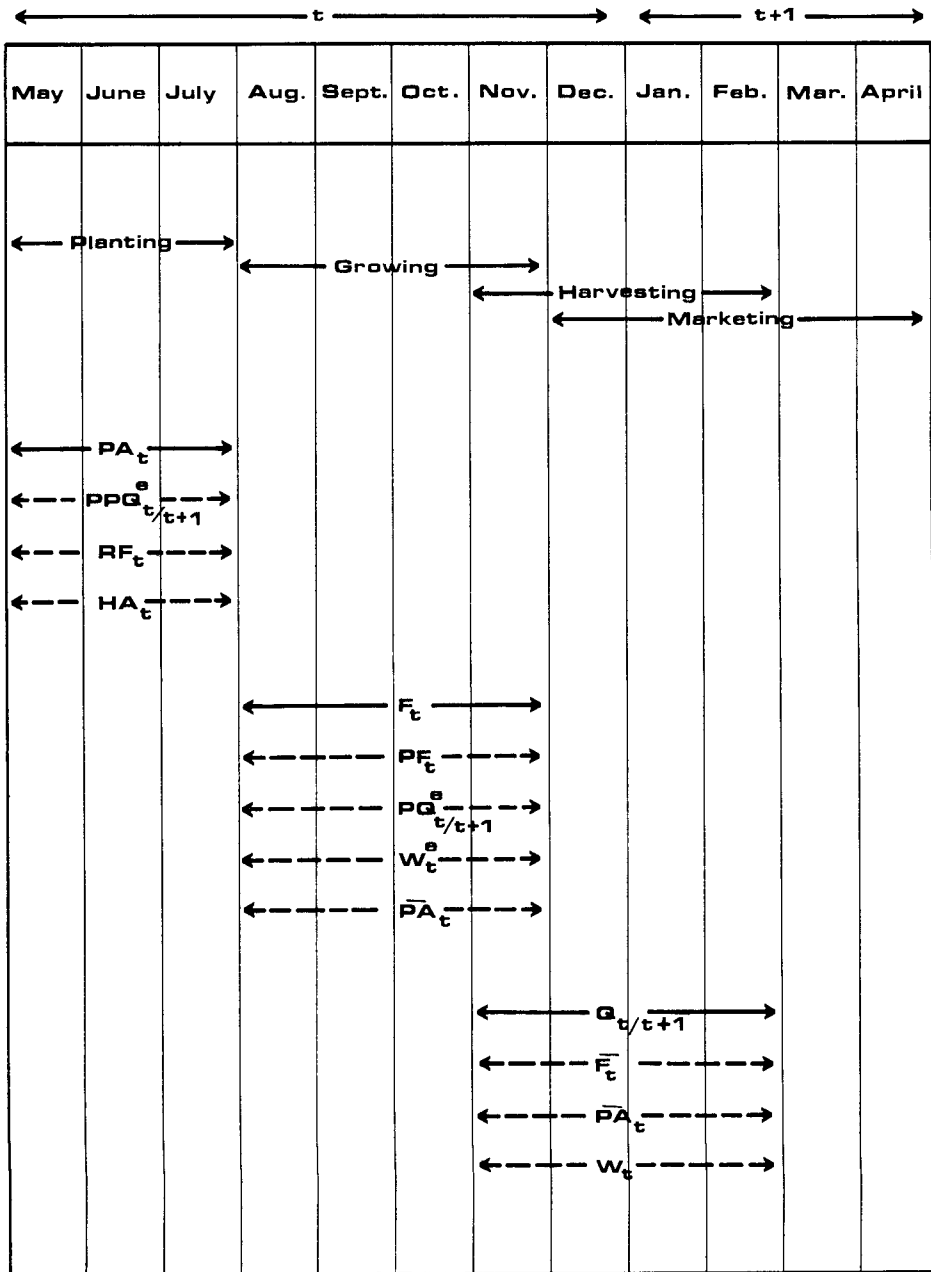 t t+1
May June July Aug. Sept. Oct. Nov. Dec. Jan. Feb. Mar. April
Planting
Growing
Harvesting
Marketing
PA_t
PPQ^e_t/t+1
RF_t
HA_t
F_t
PF_t
PQ^e_t/t+1
W^e_t
P̄A_t
Q_t/t+1
F̄_t
P̄A_t
W_t